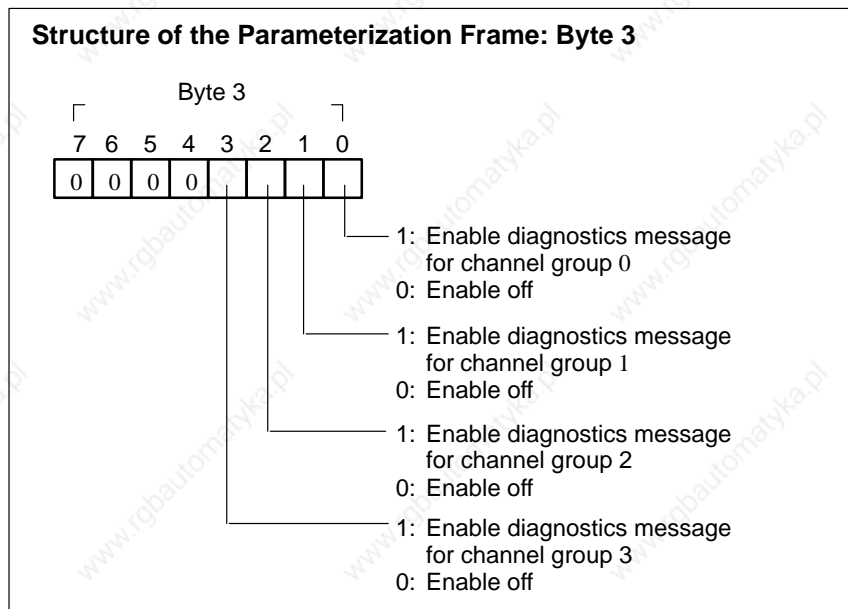 Structure of the Parameterization Frame: Byte 3
Byte 3
7 6 5 4 3 2 1 0
0 0 0 0
1: Enable diagnostics message
for channel group 0
0: Enable off
1: Enable diagnostics message
for channel group 1
0: Enable off
1: Enable diagnostics message
for channel group 2
0: Enable off
1: Enable diagnostics message
for channel group 3
0: Enable off
www.rgbautomatyka.pl